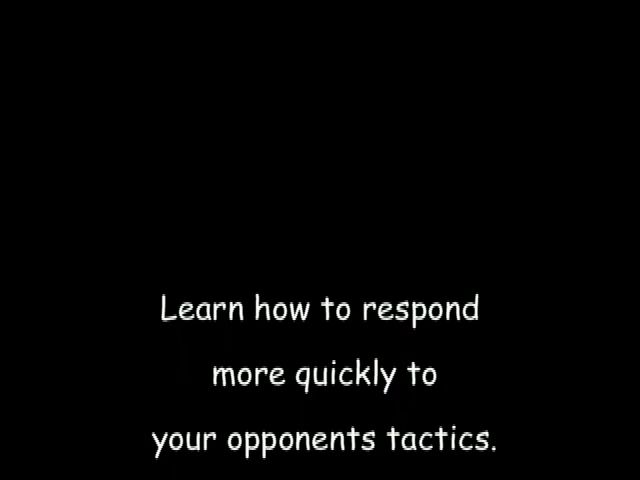 Learn how to respond
more quickly to
your opponents tactics.